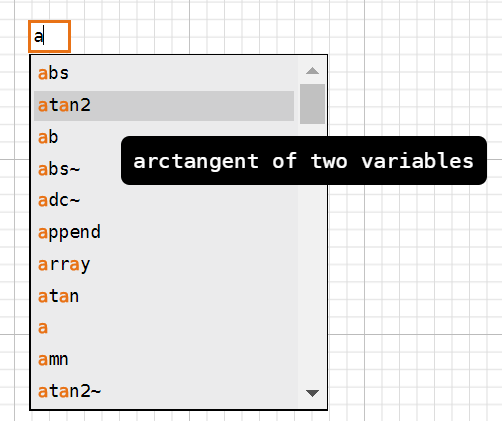 a
abs
atan2
ab
arctangent of two variables
abs~
adc~
append
array
atan
a
amn
atan2~